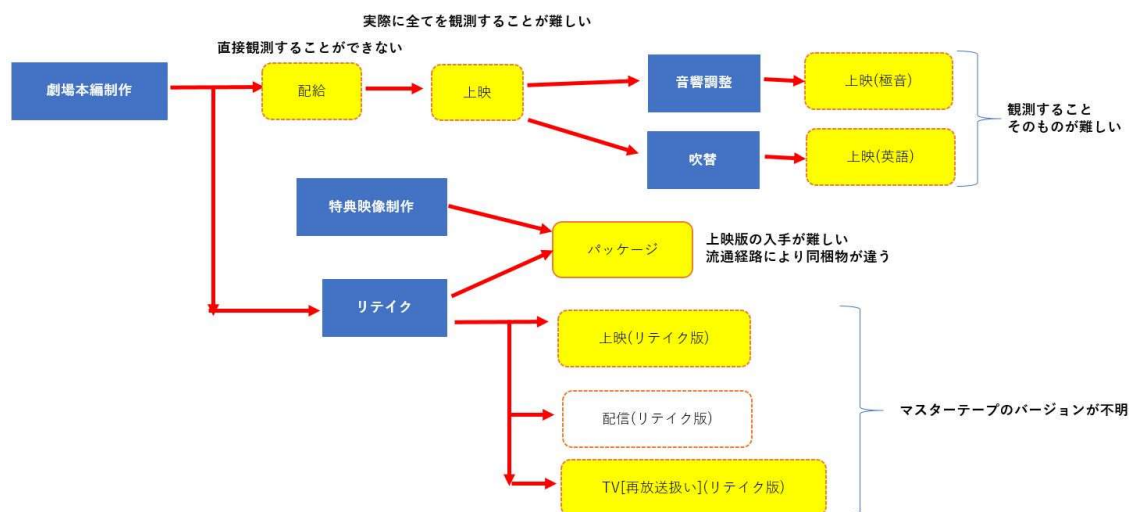 実際に全てを観測することが難しい
直接観測することができない
劇場本編制作
配給
上映
音響調整
上映(極音)
観測すること
そのものが難しい
吹替
上映(英語)
特典映像制作
パッケージ
上映版の入手が難しい
流通経路により同梱物が違う
リテイク
上映(リテイク版)
配信(リテイク版)
マスターテープのバージョンが不明
TV[再放送扱い](リテイク版)